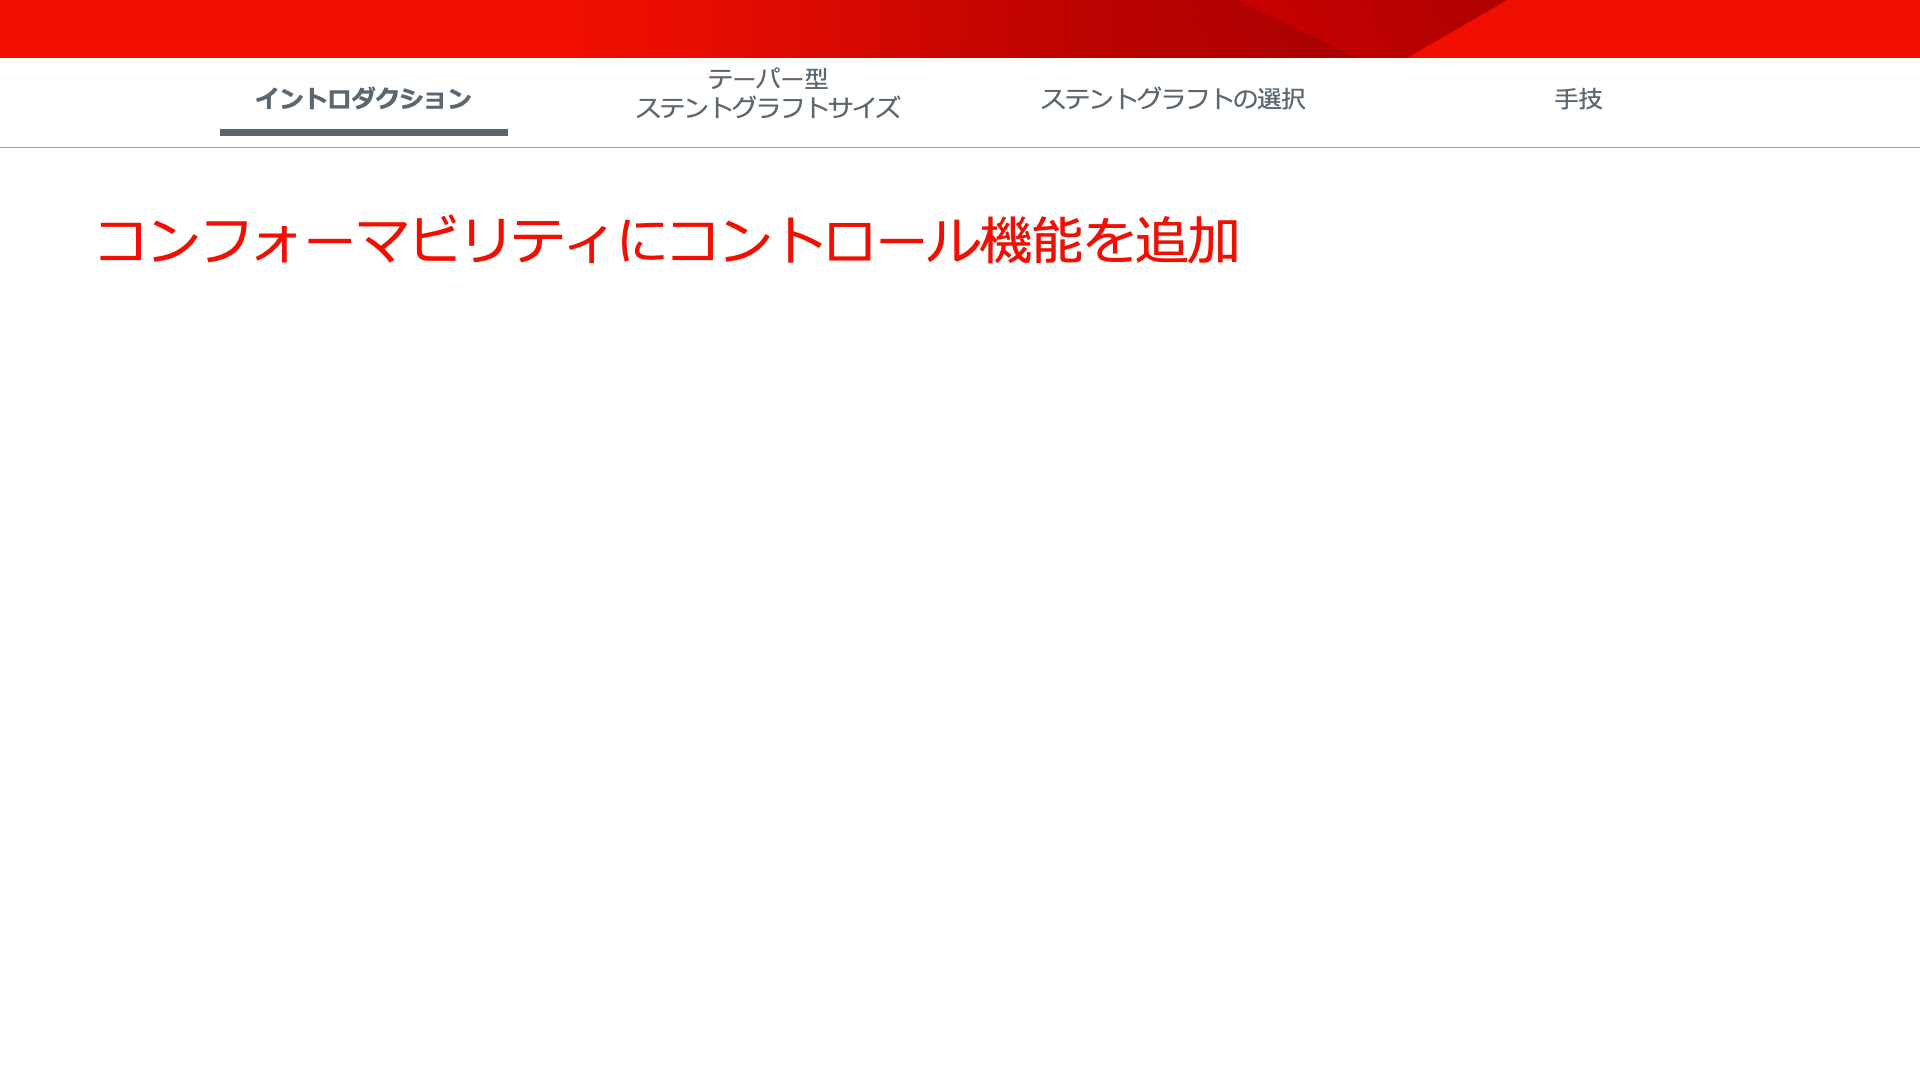 イントロダクション
テーパー型
ステントグラフトサイズ
ステントグラフトの選択
手技
コンフォーマビリティにコントロール機能を追加